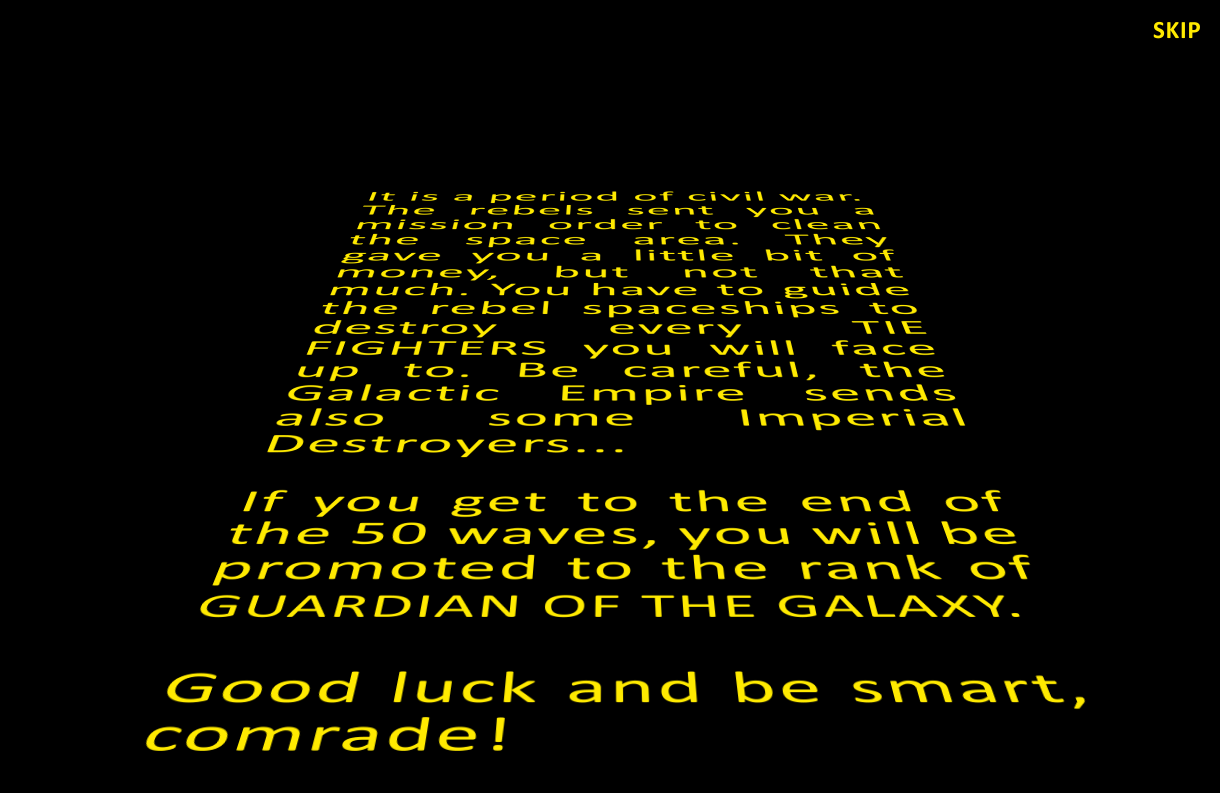 SKIP
It is a period of civil war.
The rebels sent you a
mission order to clean
the space area. They
gave you a little bit of
money, but not that
much. You have to guide
the rebel spaceships to
destroy every TIE
FIGHTERS you will face
up to. Be careful, the
Galactic Empire sends
also some Imperial
Destroyers...
If you get to the end of
the 50 waves, you will be
promoted to the rank of
GUARDIAN OF THE GALAXY.
Good luck and be smart,
comrade!